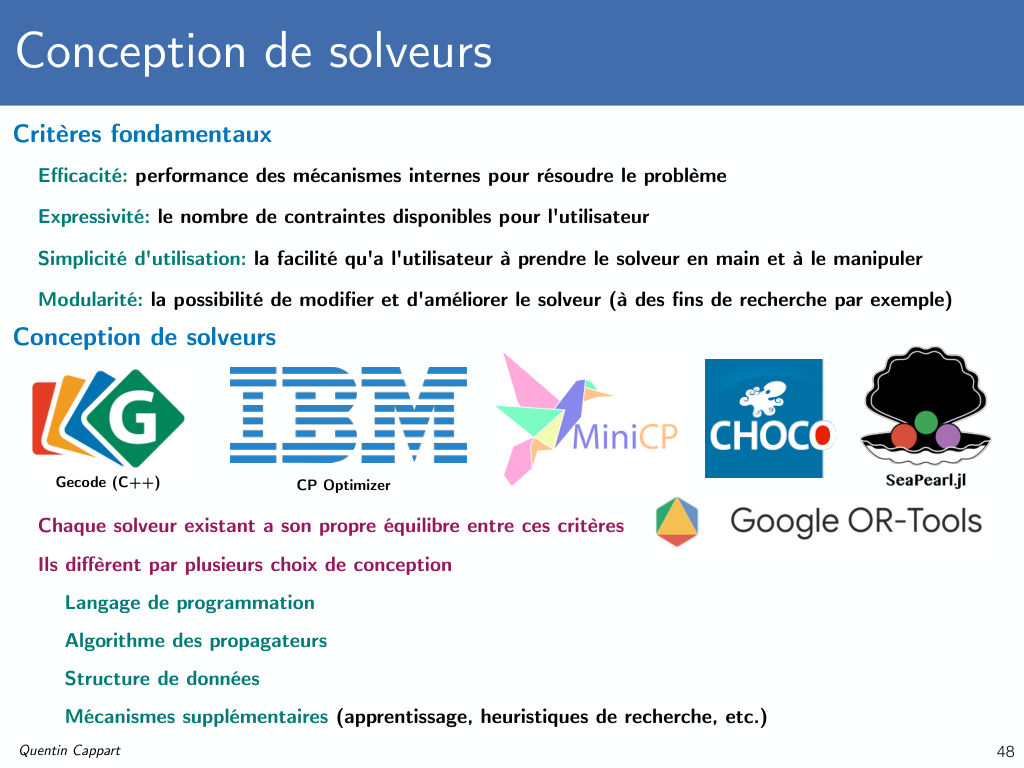 Conception de solveurs
Critères fondamentaux
Efficacité: performance des mécanismes internes pour résoudre le problème
Expressivité: le nombre de contraintes disponibles pour l'utilisateur
Simplicité d'utilisation: la facilité qu'a l'utilisateur à prendre le solveur en main et à le manipuler
Modularité: la possibilité de modifier et d'améliorer le solveur (à des fins de recherche par exemple)
Conception de solveurs
G
IBM
MiniCP
CHOCO
SeaPearl.jl
Gecode (C++)
CP Optimizer
Chaque solveur existant a son propre équilibre entre ces critères
Google OR-Tools
Ils diffèrent par plusieurs choix de conception
Langage de programmation
Algorithme des propagateurs
Structure de données
Mécanismes supplémentaires (apprentissage, heuristiques de recherche, etc.)
Quentin Cappart
48